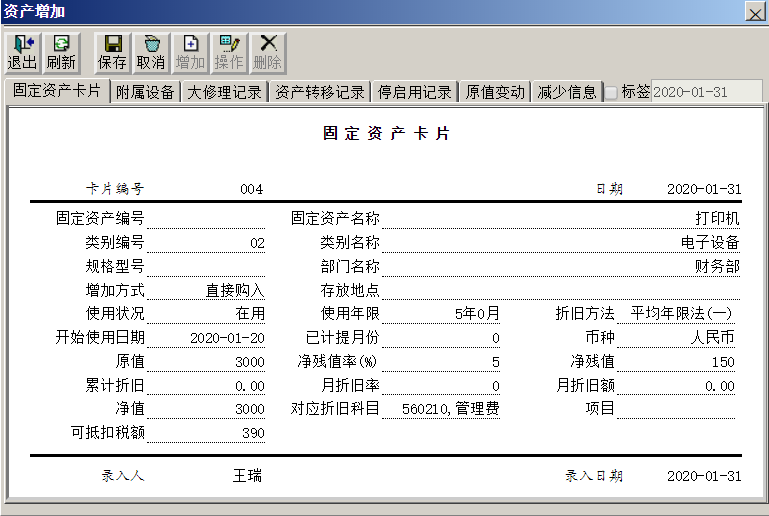 资产增加
退出 刷新 保存 取消 增加 操作 删除
固定资产卡片 附属设备 大修理记录 资产转移记录 停启用记录 原值变动 减少信息 标签 2020-01-31
固 定 资 产 卡 片
卡片编号 004 日期 2020-01-31
固定资产编号 固定资产名称 打印机
类别编号 02 类别名称 电子设备
规格型号 部门名称 财务部
增加方式 直接购入 存放地点
使用状况 在用 使用年限 5年0月 折旧方法 平均年限法(一)
开始使用日期 2020-01-20 已计提月份 0 币种 人民币
原值 3000 净残值率(%) 5 净残值 150
累计折旧 0.00 月折旧率 0 月折旧额 0.00
净值 3000 对应折旧科目 560210,管理费 项目
可抵扣税额 390
录入人 王瑞 录入日期 2020-01-31